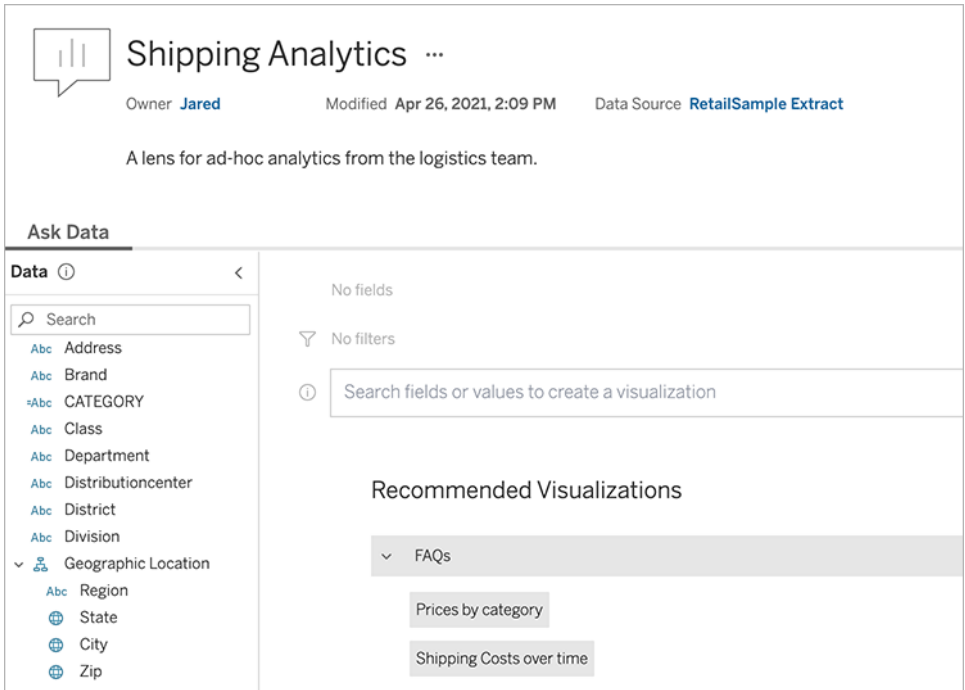 Shipping Analytics ...
Owner Jared Modified Apr 26, 2021, 2:09 PM Data Source RetailSample Extract
A lens for ad-hoc analytics from the logistics team.
Ask Data
Data
Search
Abc Address
Abc Brand
=Abc CATEGORY
Abc Class
Abc Department
Abc Distributioncenter
Abc District
Abc Division
Geographic Location
Abc Region
State
City
Zip
No fields
No filters
Search fields or values to create a visualization
Recommended Visualizations
FAQs
Prices by category
Shipping Costs over time